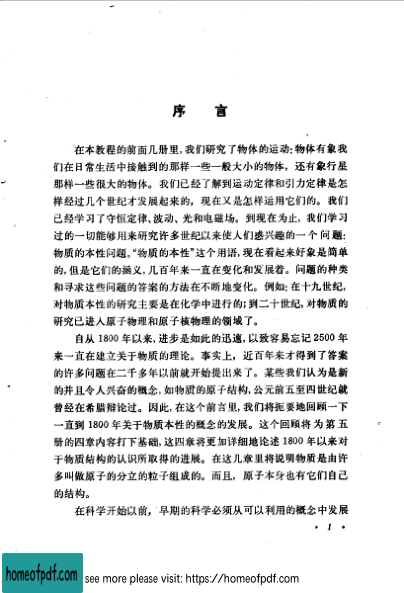 序 言
在本教程的前面几册里,我们研究了物体的运动:物体有象我
们在日常生活中接触到的那样一些一般大小的物体,还有象行星
那样一些很大的物体。我们已经了解到运动定律和引力定律是怎
样经过几个世纪才发展起来的,现在又是怎样运用它们的。我们
已经学习了守恒定律、波动、光和电磁场。到现在为止,我们学习
过的一切都能够用来研究许多世纪以来使人们感兴趣的一个问题:
物质的本性问题。“物质的本性”这个用语,现在看起来好象是简单
的,但是它们的涵义,几百年来一直在变化和发展着。问题的种类
和寻求这些问题的答案的方法在不断地变化。例如:在十九世纪,
对物质本性的研究主要是在化学中进行的;到二十世纪,对物质的
研究已进入原子物理和原子核物理的领域了。
自从1800年以来,进步是如此的迅速,以致容易忘记2500年
来一直在建立关于物质的理论。事实上,近百年来才得到了答案
的许多问题在二千多年以前就开始提出来了。某些我们认为是新
的并且令人兴奋的概念,如物质的原子结构,公元前五至四世纪就
曾经在希腊辩论过。因此,在这个前言里,我们将扼要地回顾一下
一直到1800年关于物质本性的概念的发展。这个回顾将为第五
册的四章内容打下基础,这四章将更加详细地论述1800年以来对
于物质结构的认识所取得的进展。在这几章里将说明物质是由许
多叫做原子的分立的粒子组成的。而且,原子本身也有它们自己
的结构。
在科学开始以前,早期的科学必须从可以利用的概念中发展
• 1 •
homeofpdf.com
see more please visit: https://homeofpdf.com